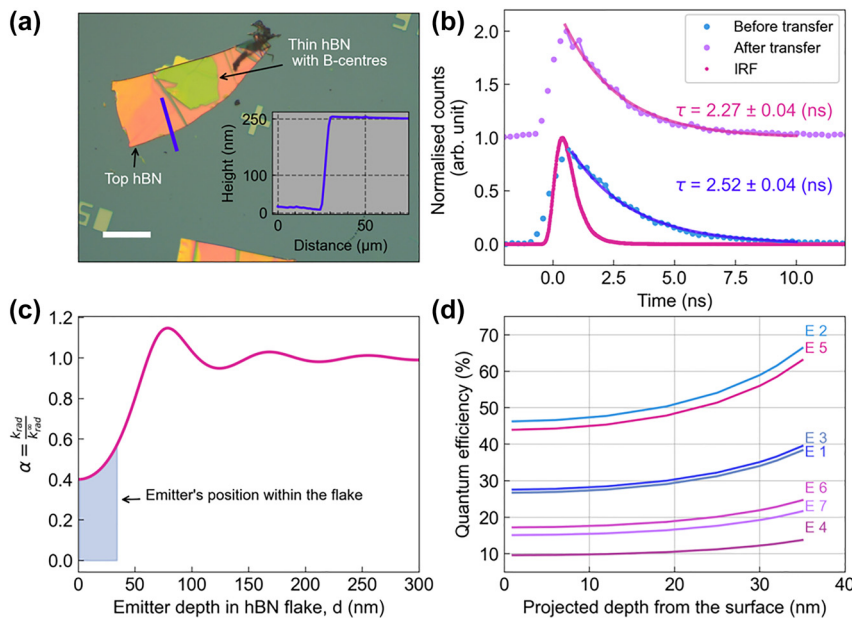 (a)
Thin hBN
with B-centres
Top hBN
Height
(nm)
250
100
0
0
50
Distance (µm)
(b)
Normalised counts
(arb. unit)
2.0
1.5
1.0
0.5
0.0
Before transfer
After transfer
IRF
τ = 2.27 ± 0.04 (ns)
τ = 2.52 ± 0.04 (ns)
−2.5
0.0
2.5
5.0
7.5
10.0
Time (ns)
(c)
α = k_rad / k_rad^∞
1.2
1.0
0.8
0.6
0.4
0.2
0.0
Emitter's position within the flake
0
50
100
150
200
250
300
Emitter depth in hBN flake, d (nm)
(d)
Quantum efficiency (%)
70
60
50
40
30
20
10
E 2
E 5
E 3
E 1
E 6
E 7
E 4
0
10
20
30
40
Projected depth from the surface (nm)